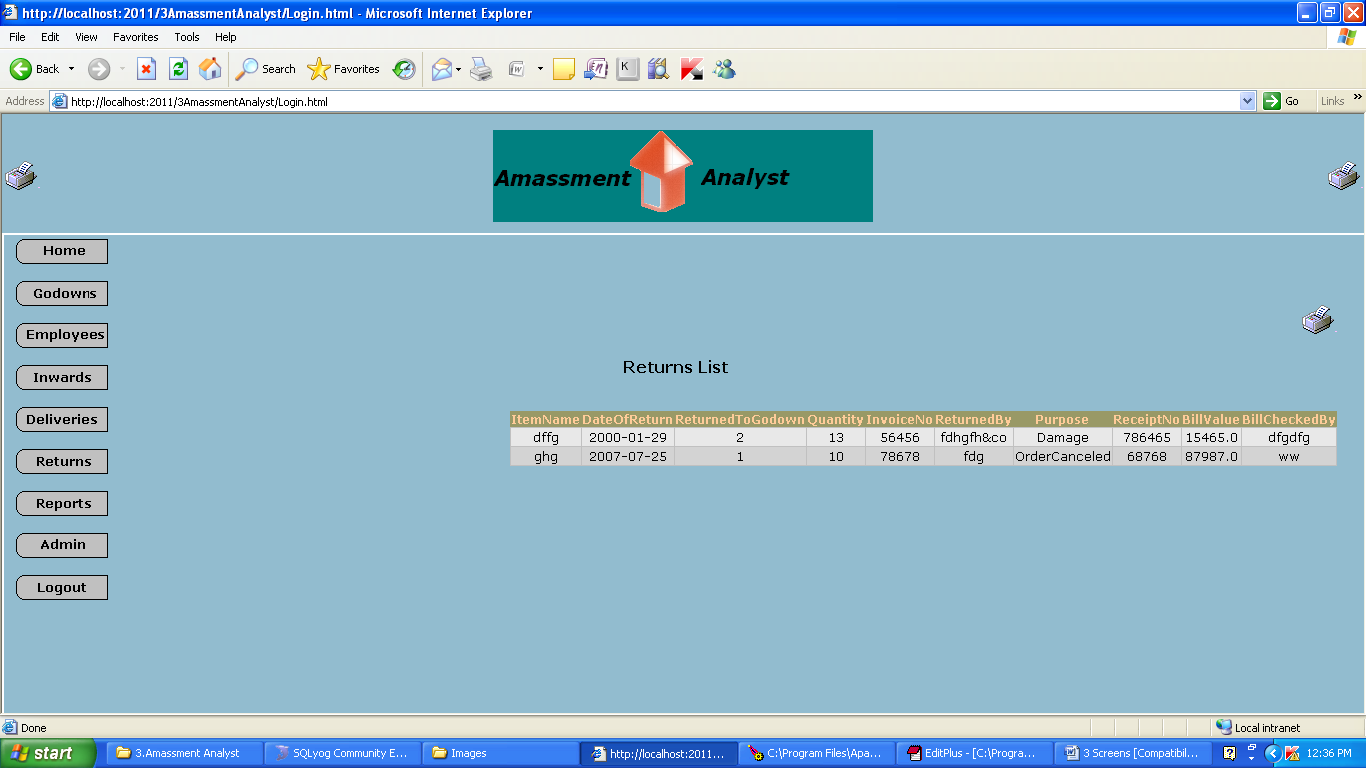 http://localhost:2011/3AmassmentAnalyst/Login.html - Microsoft Internet Explorer
File Edit View Favorites Tools Help
Back Search Favorites
Address http://localhost:2011/3AmassmentAnalyst/Login.html Go Links »
Amassment Analyst
Home
Godowns
Employees
Inwards
Deliveries
Returns
Reports
Admin
Logout
Returns List
ItemName DateOfReturn ReturnedToGodown Quantity InvoiceNo ReturnedBy Purpose ReceiptNo BillValue BillCheckedBy
dffg 2000-01-29 2 13 56456 fdhgfh&co Damage 786465 15465.0 dfgdfg
ghg 2007-07-25 1 10 78678 fdg OrderCanceled 68768 87987.0 ww
Done Local intranet
start 3.Amassment Analyst SQLyog Community E... Images http://localhost:2011... C:\Program Files\Apa... EditPlus - [C:\Progra... 3 Screens [Compatibil... 12:36 PM